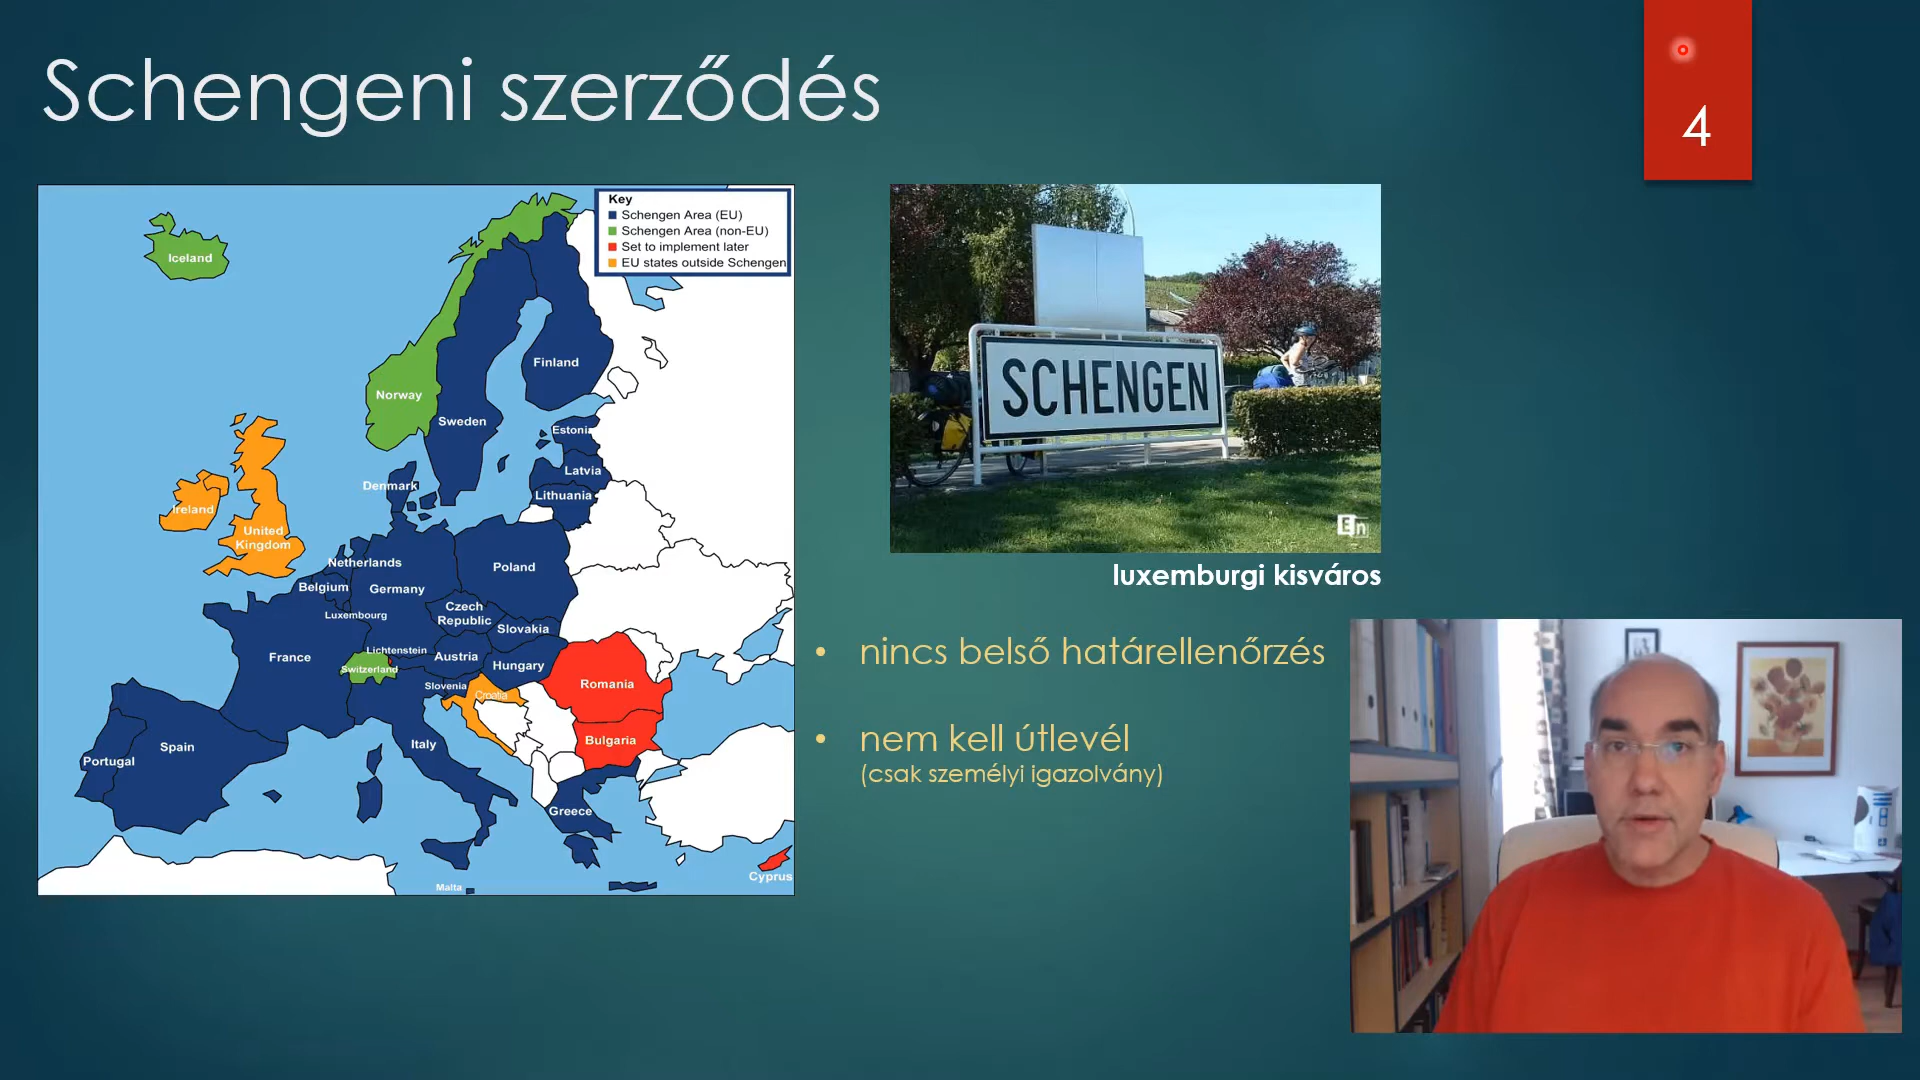 Schengeni szerződés
4
Key
Schengen Area (EU)
Schengen Area (non-EU)
Set to implement later
EU states outside Schengen
Iceland
Finland
Norway
Sweden
Estonia
Latvia
Denmark
Lithuania
Ireland
United
Kingdom
Netherlands
Poland
Belgium
Germany
Czech
Republic
Luxembourg
Slovakia
Lichtenstein
France
Austria
Hungary
Switzerland
Slovenia
Romania
Croatia
Spain
Italy
Bulgaria
Portugal
Greece
Cyprus
Malta
SCHENGEN
En
luxemburgi kisváros
• nincs belső határellenőrzés
• nem kell útlevél
(csak személyi igazolvány)